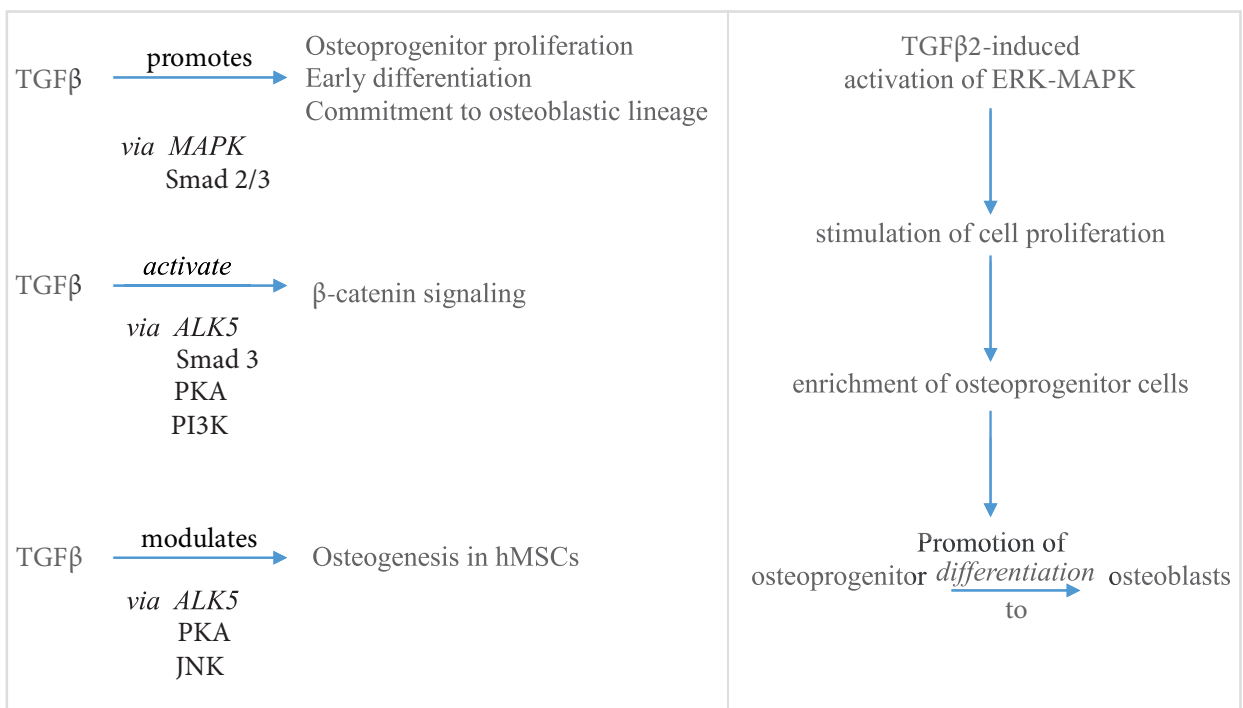 TGFβ
promotes
Osteoprogenitor proliferation
Early differentiation
Commitment to osteoblastic lineage
via MAPK
Smad 2/3
TGFβ
activate
β-catenin signaling
via ALK5
Smad 3
PKA
PI3K
TGFβ
modulates
Osteogenesis in hMSCs
via ALK5
PKA
JNK
TGFβ2-induced
activation of ERK-MAPK
stimulation of cell proliferation
enrichment of osteoprogenitor cells
Promotion of
osteoprogenitor differentiation osteoblasts
to